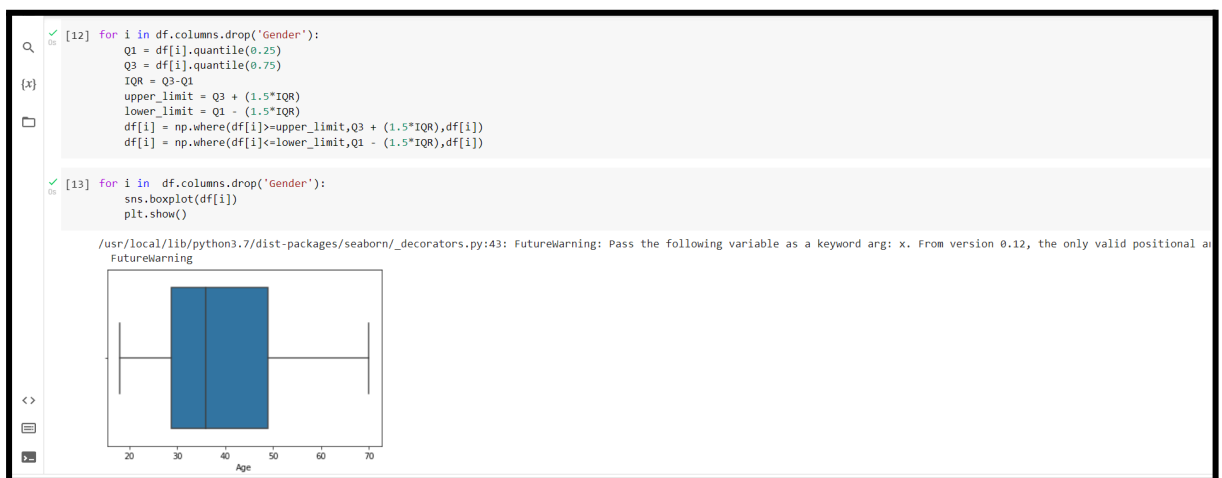 [12] for i in df.columns.drop('Gender'):
Q1 = df[i].quantile(0.25)
Q3 = df[i].quantile(0.75)
IQR = Q3-Q1
upper_limit = Q3 + (1.5*IQR)
lower_limit = Q1 - (1.5*IQR)
df[i] = np.where(df[i]>=upper_limit,Q3 + (1.5*IQR),df[i])
df[i] = np.where(df[i]<=lower_limit,Q1 - (1.5*IQR),df[i])
0s
{x}
[13] for i in  df.columns.drop('Gender'):
0s
sns.boxplot(df[i])
plt.show()
/usr/local/lib/python3.7/dist-packages/seaborn/_decorators.py:43: FutureWarning: Pass the following variable as a keyword arg: x. From version 0.12, the only valid positional
FutureWarning
20 30 40 50 60 70
Age